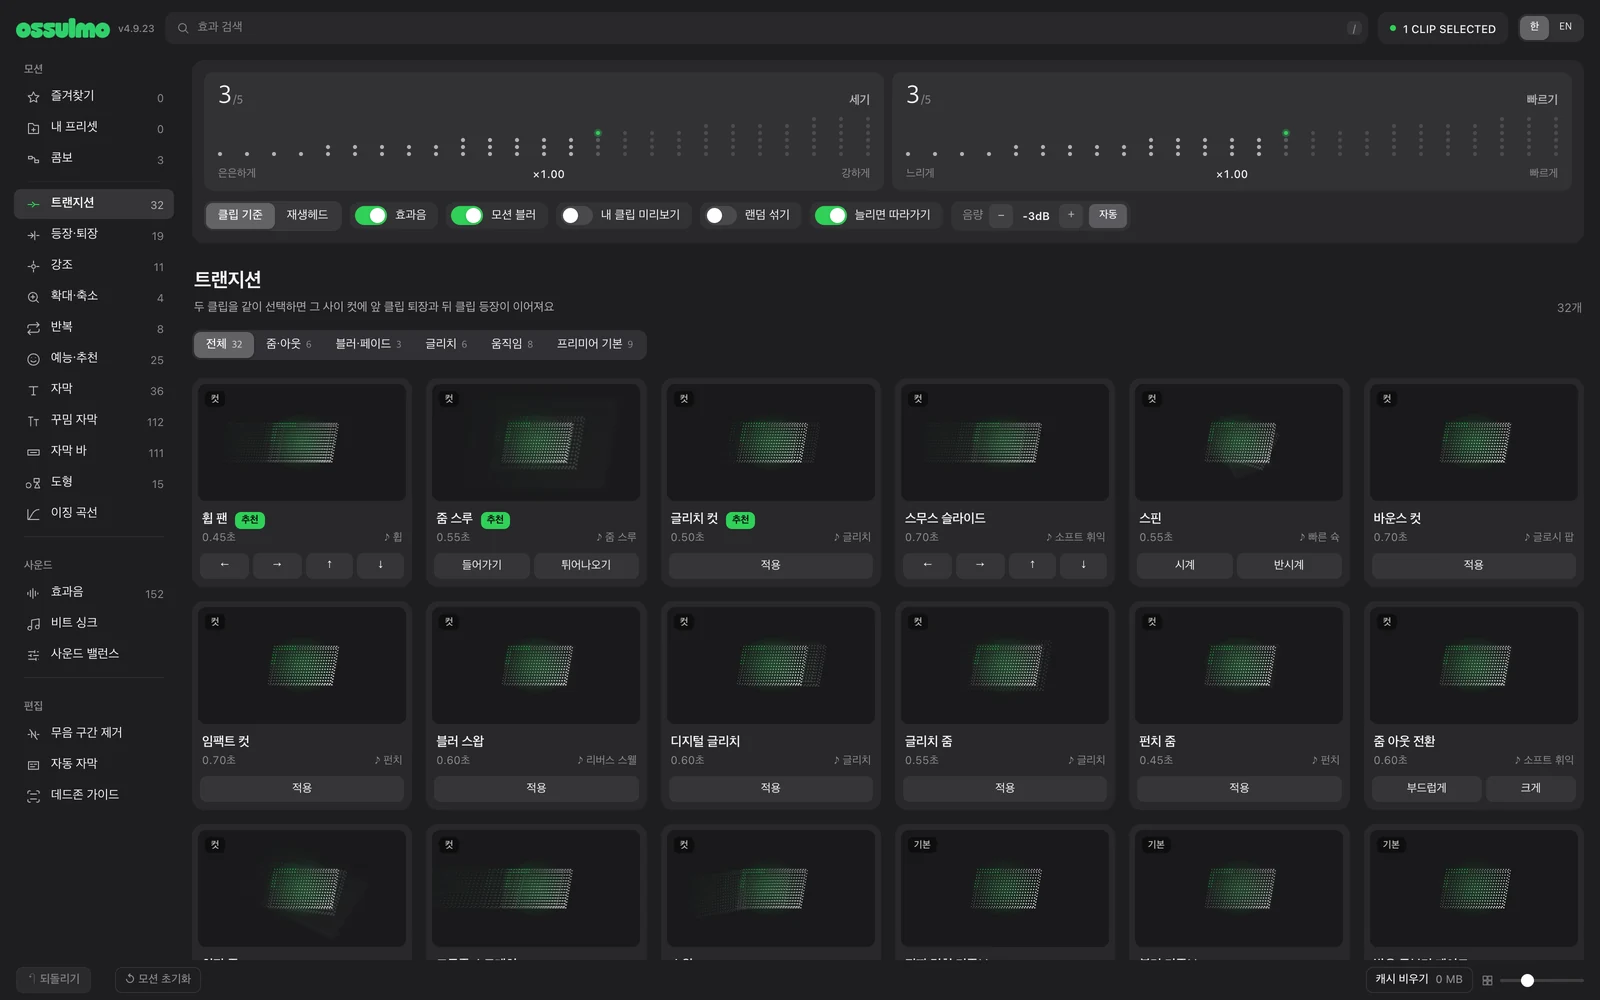 ossulmo v4.9.23
효과 검색
/
1 CLIP SELECTED
한 EN
모션
즐겨찾기 0
내 프리셋 0
콤보 3
트랜지션 32
등장·퇴장 19
강조 11
확대·축소 4
반복 8
예능·추천 25
자막 36
꾸밈 자막 112
자막 바 111
도형 15
이징 곡선
사운드
효과음 152
비트 싱크
사운드 밸런스
편집
무음 구간 제거
자동 자막
데드존 가이드
3/5 세기
은은하게 ×1.00 강하게
3/5 빠르기
느리게 ×1.00 빠르게
클립 기준 재생헤드 효과음 모션 블러 내 클립 미리보기 랜덤 섞기 늘리면 따라가기 음량 − -3dB + 자동
트랜지션
두 클립을 같이 선택하면 그 사이 컷에 앞 클립 퇴장과 뒤 클립 등장이 이어져요
32개
전체 32 줌·아웃 6 블러·페이드 3 글리치 6 움직임 8 프리미어 기본 9
컷
휩 팬 추천
0.45초 ♪ 휩
← → ↑ ↓
컷
줌 스루 추천
0.55초 ♪ 줌 스루
들어가기 튀어나오기
컷
글리치 컷 추천
0.50초 ♪ 글리치
적용
컷
스무스 슬라이드
0.70초 ♪ 소프트 휘익
← → ↑ ↓
컷
스핀
0.55초 ♪ 빠른 슉
시계 반시계
컷
바운스 컷
0.70초 ♪ 글로시 팝
적용
컷
임팩트 컷
0.70초 ♪ 펀치
적용
컷
블러 스왑
0.60초 ♪ 리버스 스웰
적용
컷
디지털 글리치
0.60초 ♪ 글리치
적용
컷
글리치 줌
0.55초 ♪ 글리치
적용
컷
펀치 줌
0.45초 ♪ 펀치
적용
컷
줌 아웃 전환
0.60초 ♪ 소프트 휘익
부드럽게 크게
컷
컷
컷
기본
기본
기본
되돌리기 모션 초기화
캐시 비우기 0 MB